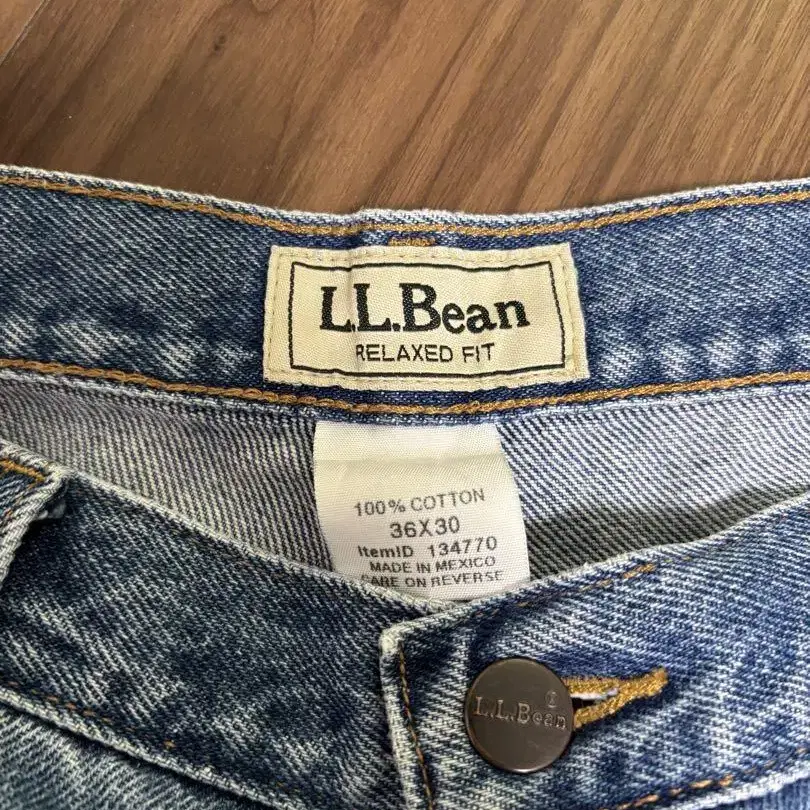 L.L.Bean
RELAXED FIT
100% COTTON
36X30
ItemID 134770
MADE IN MEXICO
CARE ON REVERSE
L.L.Bean